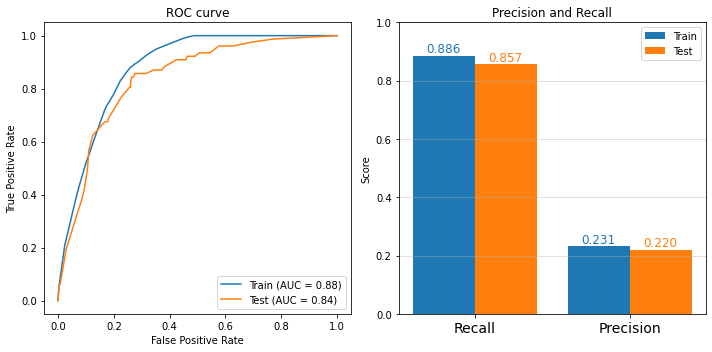 ROC curve
True Positive Rate
1.0
0.8
0.6
0.4
0.2
0.0
0.0
0.2
0.4
0.6
0.8
1.0
False Positive Rate
Train (AUC = 0.88)
Test (AUC = 0.84)
Precision and Recall
Score
1.0
0.8
0.6
0.4
0.2
0.0
0.886
0.857
0.231
0.220
Recall
Precision
Train
Test